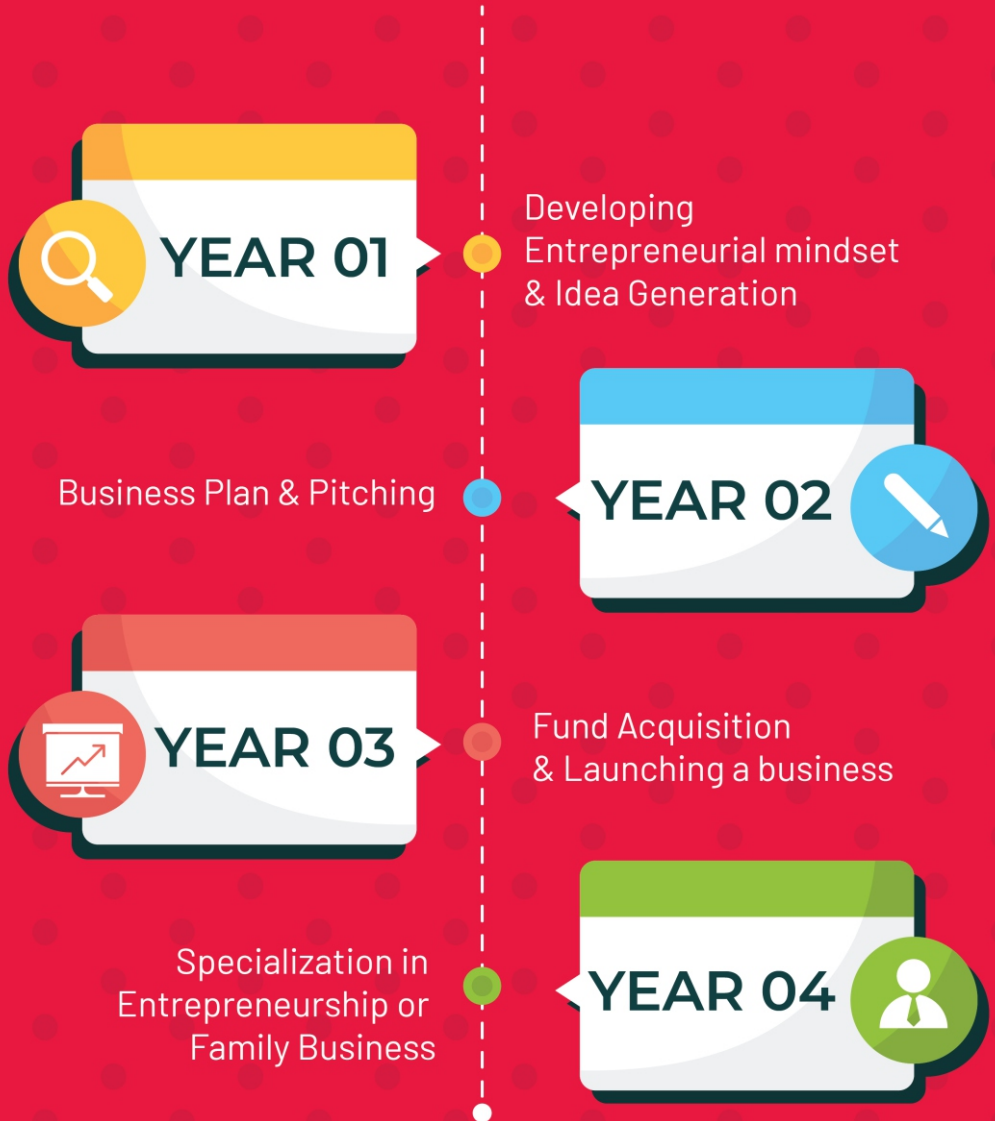 YEAR 01
Developing
Entrepreneurial mindset
& Idea Generation
Business Plan & Pitching
YEAR 02
YEAR 03
Fund Acquisition
& Launching a business
Specialization in
Entrepreneurship or
Family Business
YEAR 04